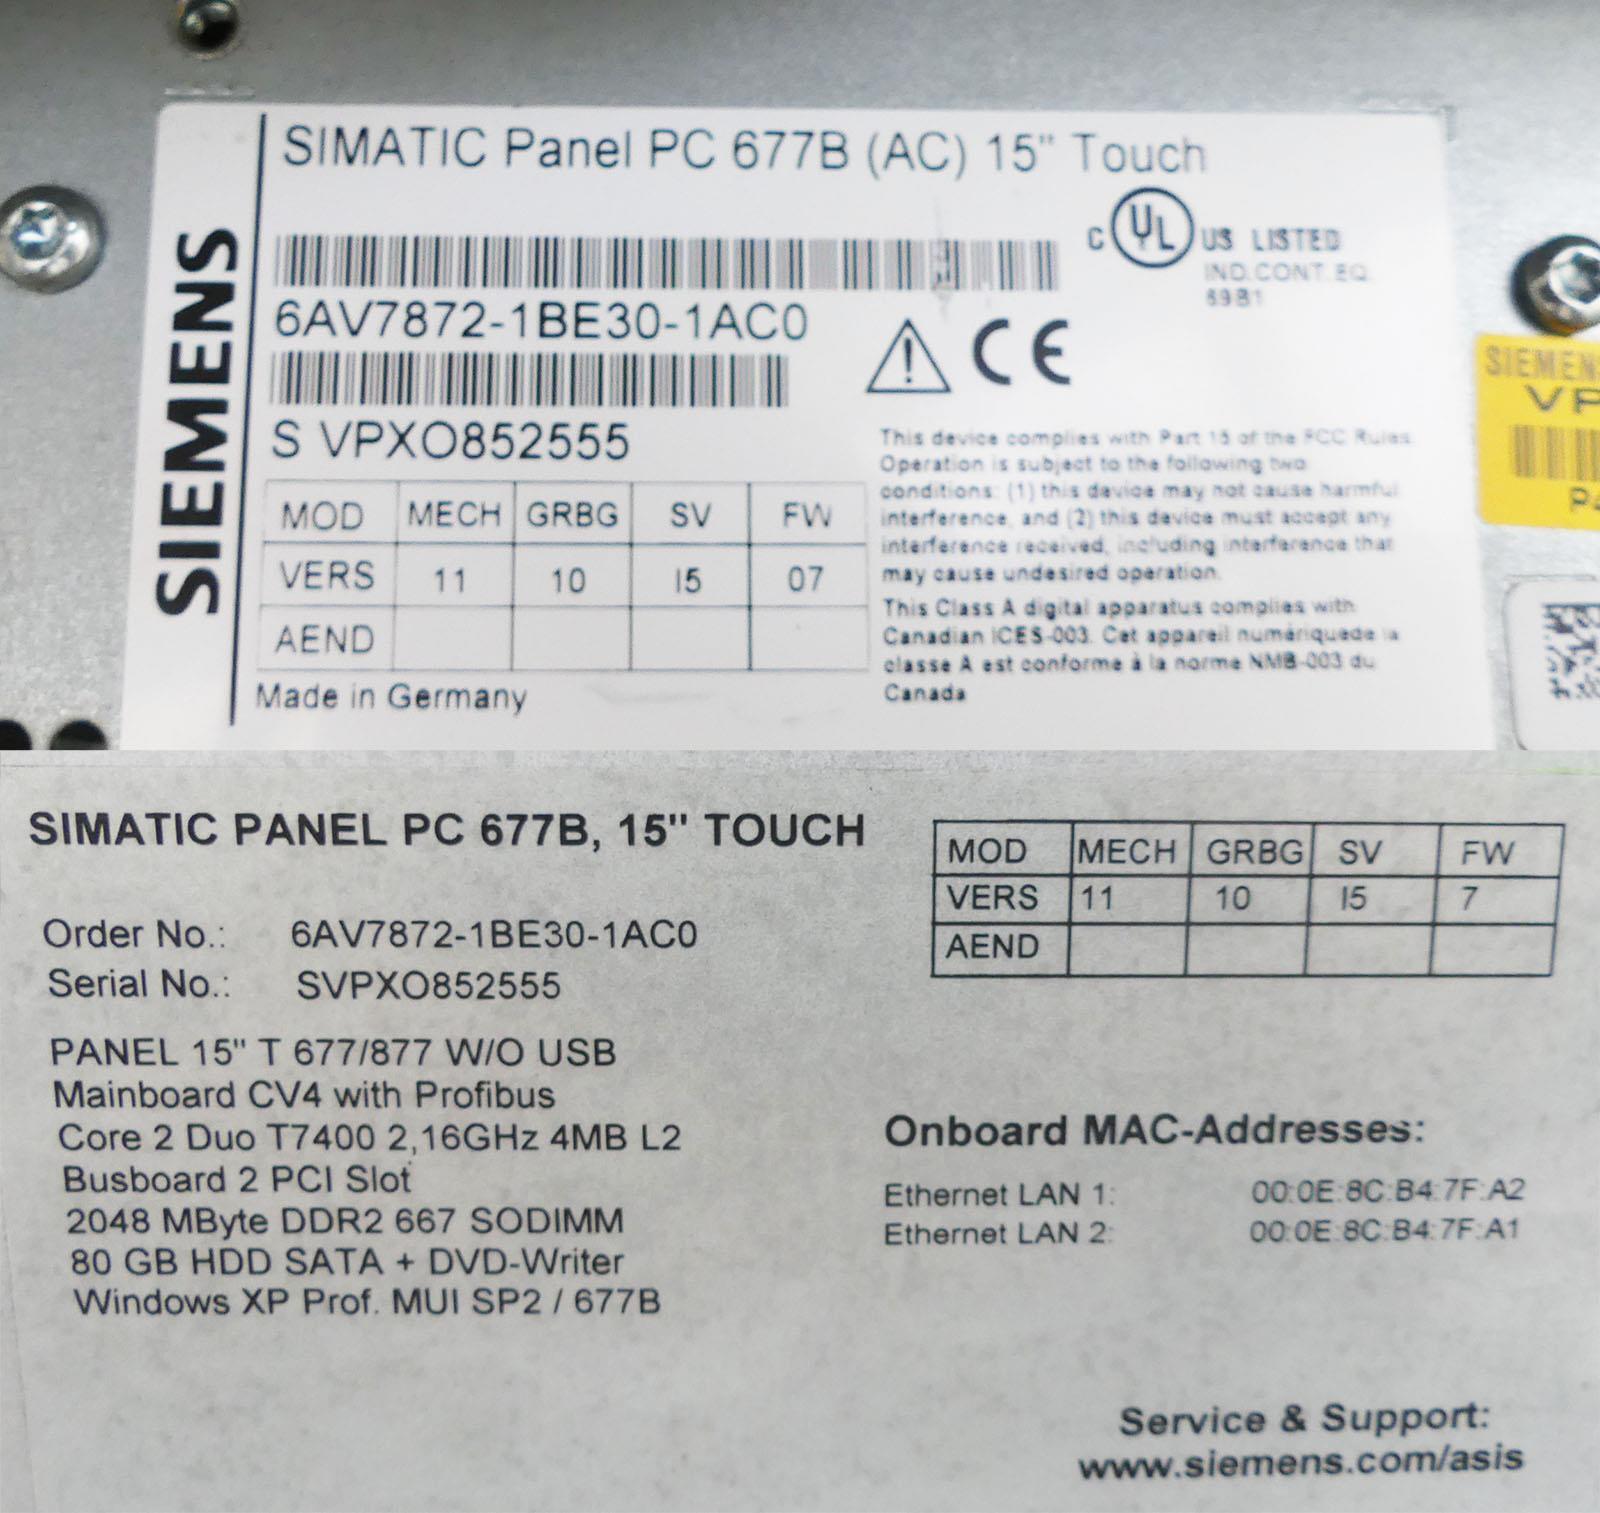 SIEMENS
SIMATIC Panel PC 677B (AC) 15" Touch
C UL US LISTED
IND.CONT.EQ.
69B1
6AV7872-1BE30-1AC0
CE
S VPXO852555
MOD MECH GRBG SV FW
VERS 11 10 I5 07
AEND
Made in Germany
This device complies with Part 15 of the FCC Rules.
Operation is subject to the following two
conditions: (1) this device may not cause harmful
interference, and (2) this device must accept any
interference received, including interference that
may cause undesired operation.
This Class A digital apparatus complies with
Canadian ICES-003. Cet appareil numériquede la
classe A est conforme à la norme NMB-003 du
Canada
SIEMENS
VP
P4
SIMATIC PANEL PC 677B, 15" TOUCH
Order No.: 6AV7872-1BE30-1AC0
Serial No.: SVPXO852555
PANEL 15" T 677/877 W/O USB
Mainboard CV4 with Profibus
Core 2 Duo T7400 2,16GHz 4MB L2
Busboard 2 PCI Slot
2048 MByte DDR2 667 SODIMM
80 GB HDD SATA + DVD-Writer
Windows XP Prof. MUI SP2 / 677B
MOD MECH GRBG SV FW
VERS 11 10 I5 7
AEND
Onboard MAC-Addresses:
Ethernet LAN 1: 00:0E:8C:B4:7F:A2
Ethernet LAN 2: 00:0E:8C:B4:7F:A1
Service & Support:
www.siemens.com/asis